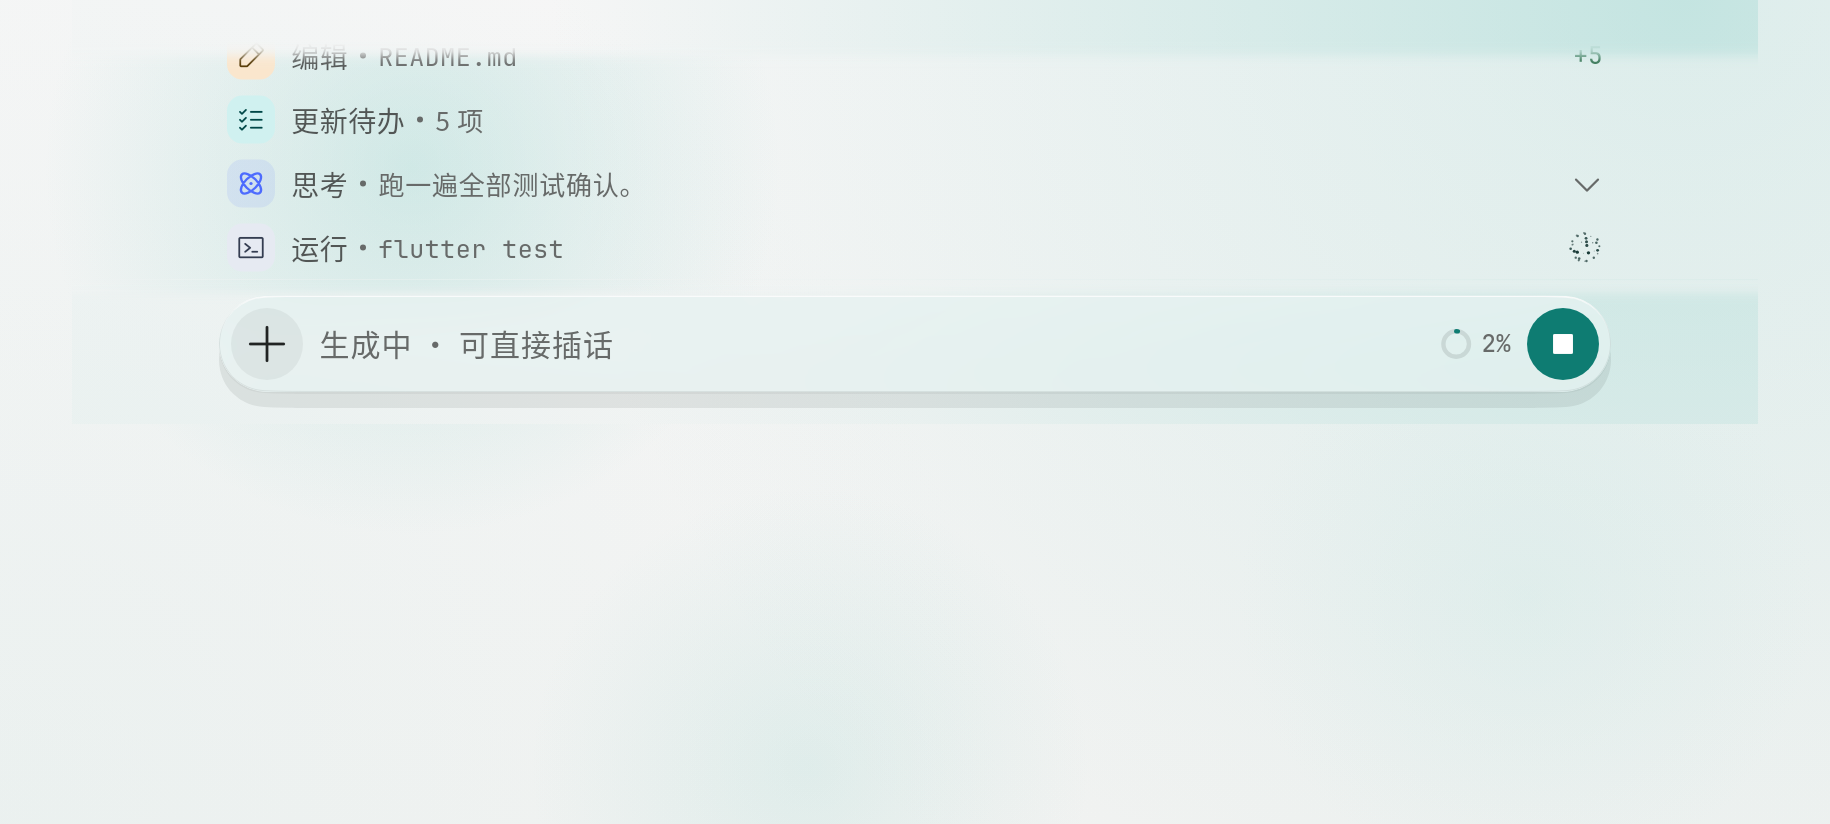 编辑 • README.md +5
更新待办 • 5 项
思考 • 跑一遍全部测试确认。
运行 • flutter test
生成中 • 可直接插话 2%